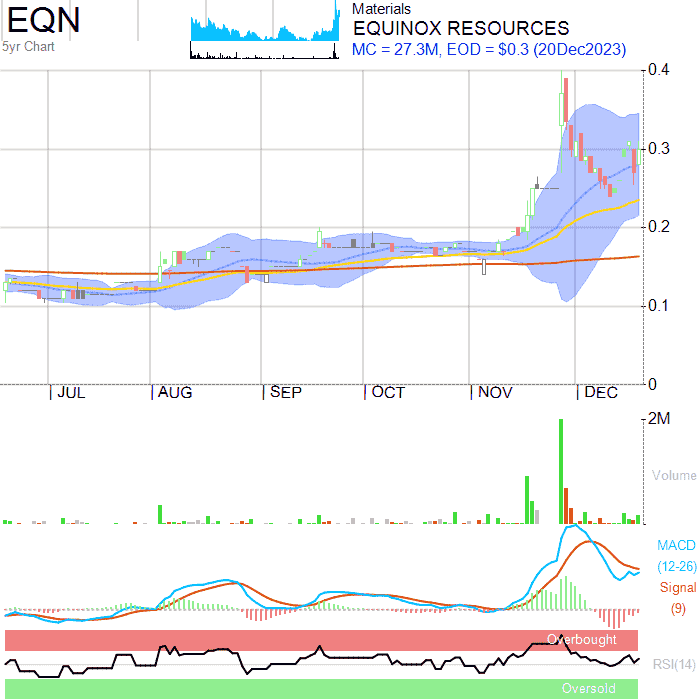 EQN
5yr Chart
Materials
EQUINOX RESOURCES
MC = 27.3M, EOD = $0.3 (20Dec2023)
0.4
0.3
0.2
0.1
0
JUL
AUG
SEP
OCT
NOV
DEC
2M
Volume
MACD
(12-26)
Signal
(9)
Overbought
RSI(14)
Oversold